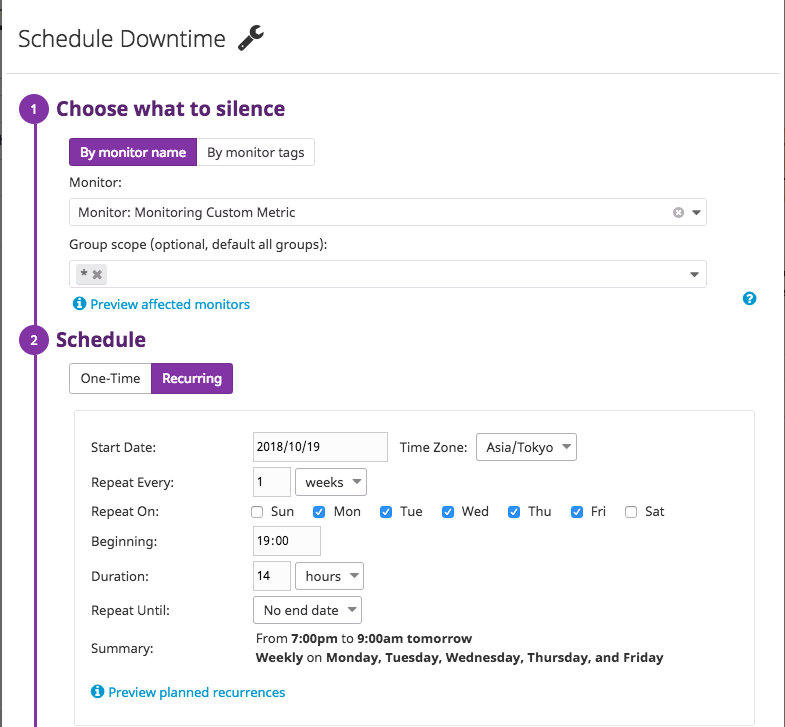 Schedule Downtime
1 Choose what to silence
By monitor name By monitor tags
Monitor:
Monitor: Monitoring Custom Metric
Group scope (optional, default all groups):
*
Preview affected monitors
?
2 Schedule
One-Time Recurring
Start Date: 2018/10/19 Time Zone: Asia/Tokyo
Repeat Every: 1 weeks
Repeat On: Sun Mon Tue Wed Thu Fri Sat
Beginning: 19:00
Duration: 14 hours
Repeat Until: No end date
Summary: From 7:00pm to 9:00am tomorrow
Weekly on Monday, Tuesday, Wednesday, Thursday, and Friday
Preview planned recurrences